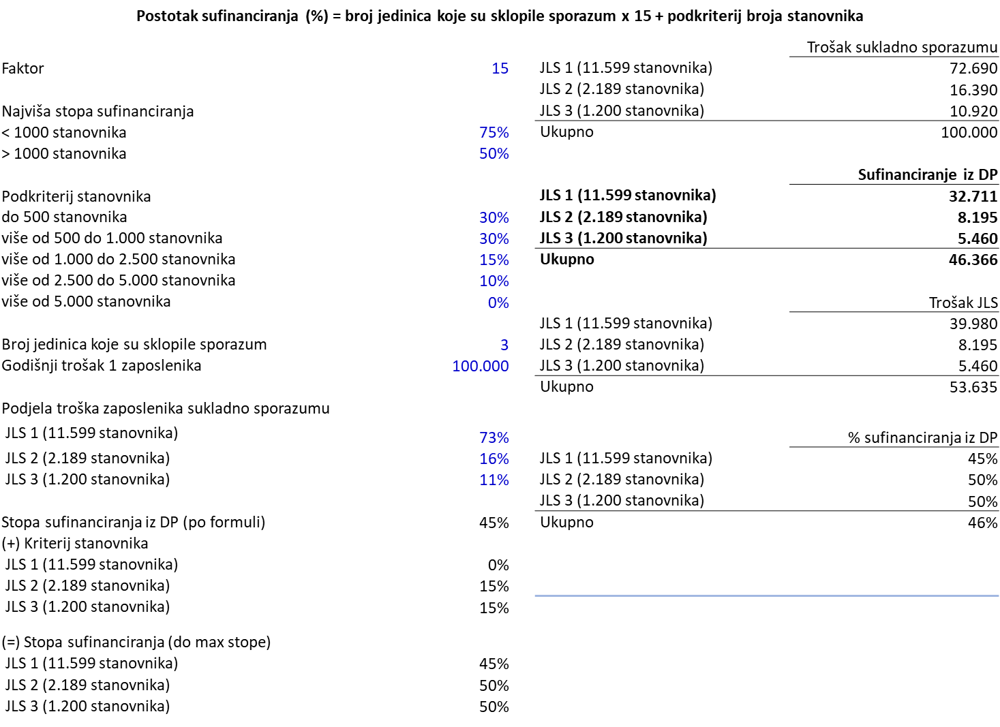 Postotak sufinanciranja (%) = broj jedinica koje su sklopile sporazum x 15 + podkriterij broja stanovnika
Faktor 15
Najviša stopa sufinanciranja
< 1000 stanovnika 75%
> 1000 stanovnika 50%
Podkriterij stanovnika
do 500 stanovnika 30%
više od 500 do 1.000 stanovnika 30%
više od 1.000 do 2.500 stanovnika 15%
više od 2.500 do 5.000 stanovnika 10%
više od 5.000 stanovnika 0%
Broj jedinica koje su sklopile sporazum 3
Godišnji trošak 1 zaposlenika 100.000
Podjela troška zaposlenika sukladno sporazumu
JLS 1 (11.599 stanovnika) 73%
JLS 2 (2.189 stanovnika) 16%
JLS 3 (1.200 stanovnika) 11%
Stopa sufinanciranja iz DP (po formuli) 45%
(+) Kriterij stanovnika
JLS 1 (11.599 stanovnika) 0%
JLS 2 (2.189 stanovnika) 15%
JLS 3 (1.200 stanovnika) 15%
(=) Stopa sufinanciranja (do max stope)
JLS 1 (11.599 stanovnika) 45%
JLS 2 (2.189 stanovnika) 50%
JLS 3 (1.200 stanovnika) 50%
Trošak sukladno sporazumu
JLS 1 (11.599 stanovnika) 72.690
JLS 2 (2.189 stanovnika) 16.390
JLS 3 (1.200 stanovnika) 10.920
Ukupno 100.000
Sufinanciranje iz DP
JLS 1 (11.599 stanovnika) 32.711
JLS 2 (2.189 stanovnika) 8.195
JLS 3 (1.200 stanovnika) 5.460
Ukupno 46.366
Trošak JLS
JLS 1 (11.599 stanovnika) 39.980
JLS 2 (2.189 stanovnika) 8.195
JLS 3 (1.200 stanovnika) 5.460
Ukupno 53.635
% sufinanciranja iz DP
JLS 1 (11.599 stanovnika) 45%
JLS 2 (2.189 stanovnika) 50%
JLS 3 (1.200 stanovnika) 50%
Ukupno 46%